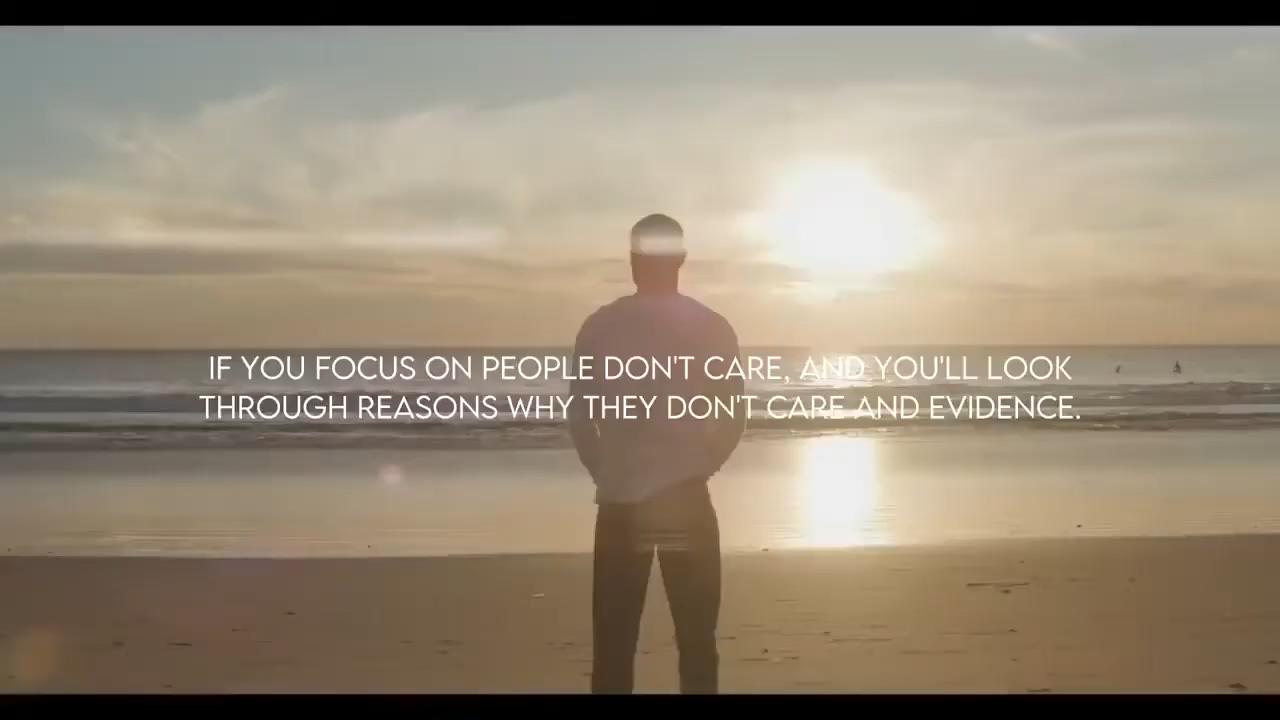 IF YOU FOCUS ON PEOPLE DON'T CARE, AND YOU'LL LOOK
THROUGH REASONS WHY THEY DON'T CARE AND EVIDENCE.